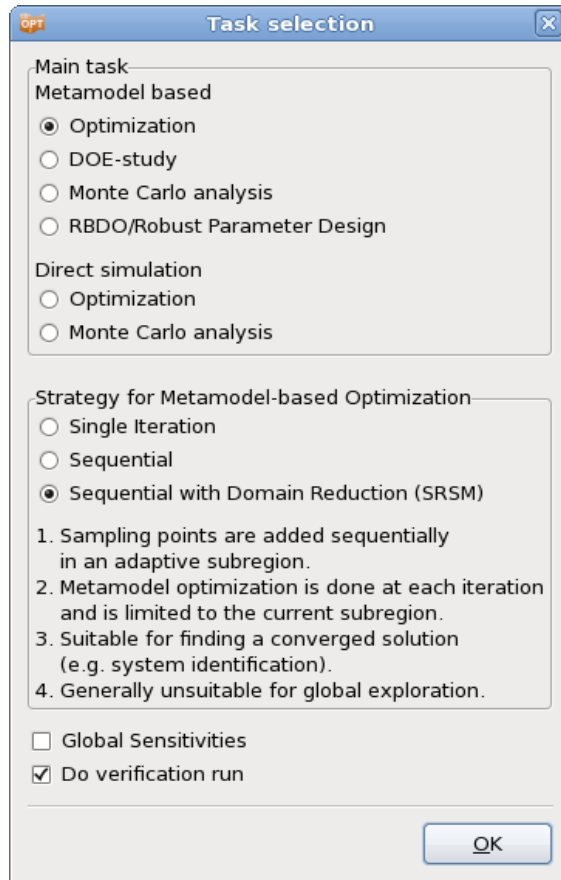 OPT
Task selection
Main task
Metamodel based
Optimization
DOE-study
Monte Carlo analysis
RBDO/Robust Parameter Design
Direct simulation
Optimization
Monte Carlo analysis
Strategy for Metamodel-based Optimization
Single Iteration
Sequential
Sequential with Domain Reduction (SRSM)
1. Sampling points are added sequentially
in an adaptive subregion.
2. Metamodel optimization is done at each iteration
and is limited to the current subregion.
3. Suitable for finding a converged solution
(e.g. system identification).
4. Generally unsuitable for global exploration.
Global Sensitivities
Do verification run
OK